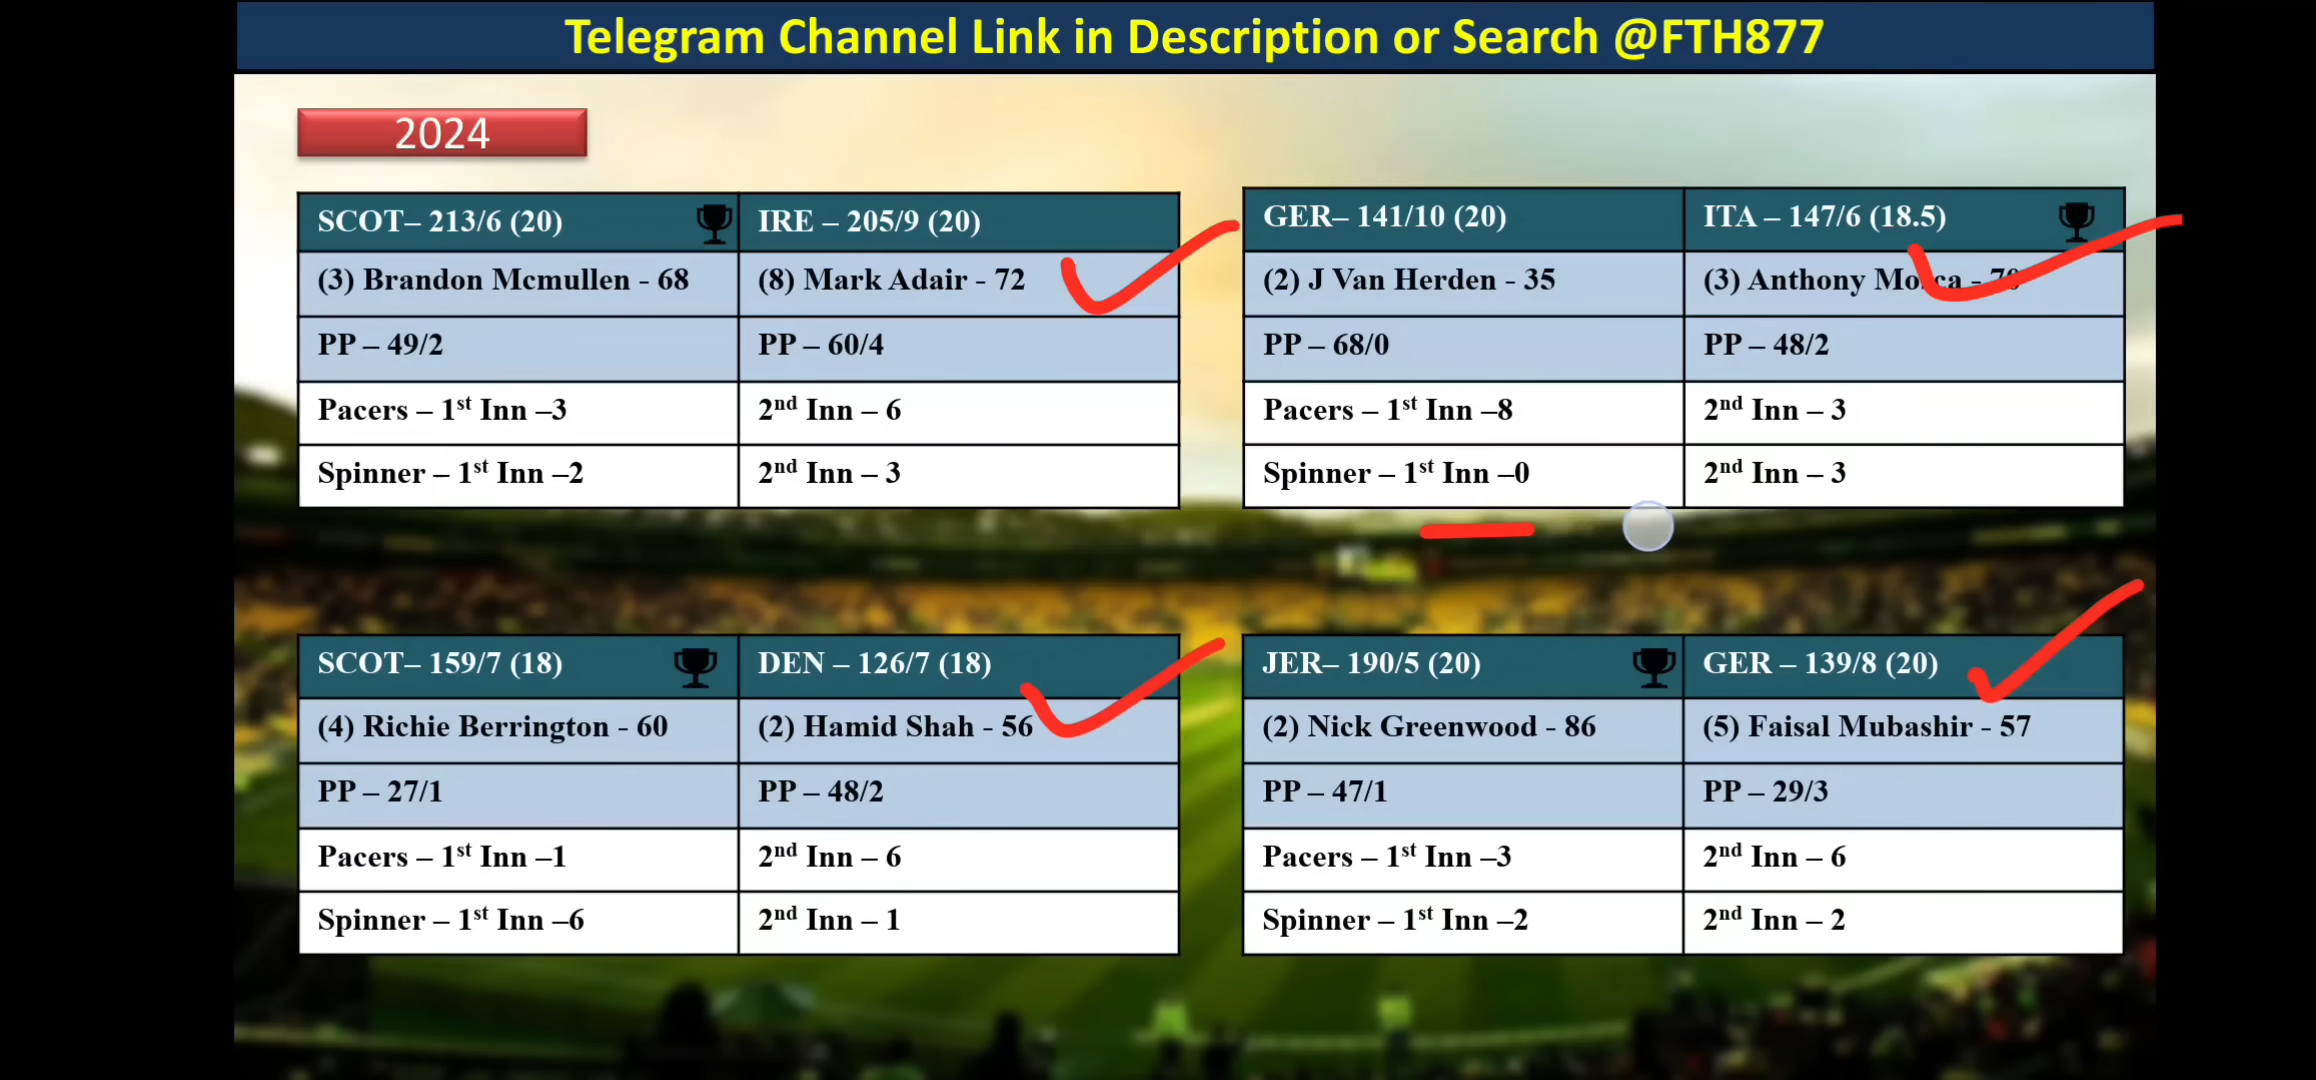 Telegram Channel Link in Description or Search @FTH877
2024
SCOT– 213/6 (20)
IRE – 205/9 (20)
(3) Brandon Mcmullen - 68
(8) Mark Adair - 72
PP – 49/2
PP – 60/4
Pacers – 1st Inn –3
2nd Inn – 6
Spinner – 1st Inn –2
2nd Inn – 3
GER– 141/10 (20)
ITA – 147/6 (18.5)
(2) J Van Herden - 35
(3) Anthony -
PP – 68/0
PP – 48/2
Pacers – 1st Inn –8
2nd Inn – 3
Spinner – 1st Inn –0
2nd Inn – 3
SCOT– 159/7 (18)
DEN – 126/7 (18)
(4) Richie Berrington - 60
(2) Hamid Shah - 56
PP – 27/1
PP – 48/2
Pacers – 1st Inn –1
2nd Inn – 6
Spinner – 1st Inn –6
2nd Inn – 1
JER– 190/5 (20)
GER – 139/8 (20)
(2) Nick Greenwood - 86
(5) Faisal Mubashir - 57
PP – 47/1
PP – 29/3
Pacers – 1st Inn –3
2nd Inn – 6
Spinner – 1st Inn –2
2nd Inn – 2